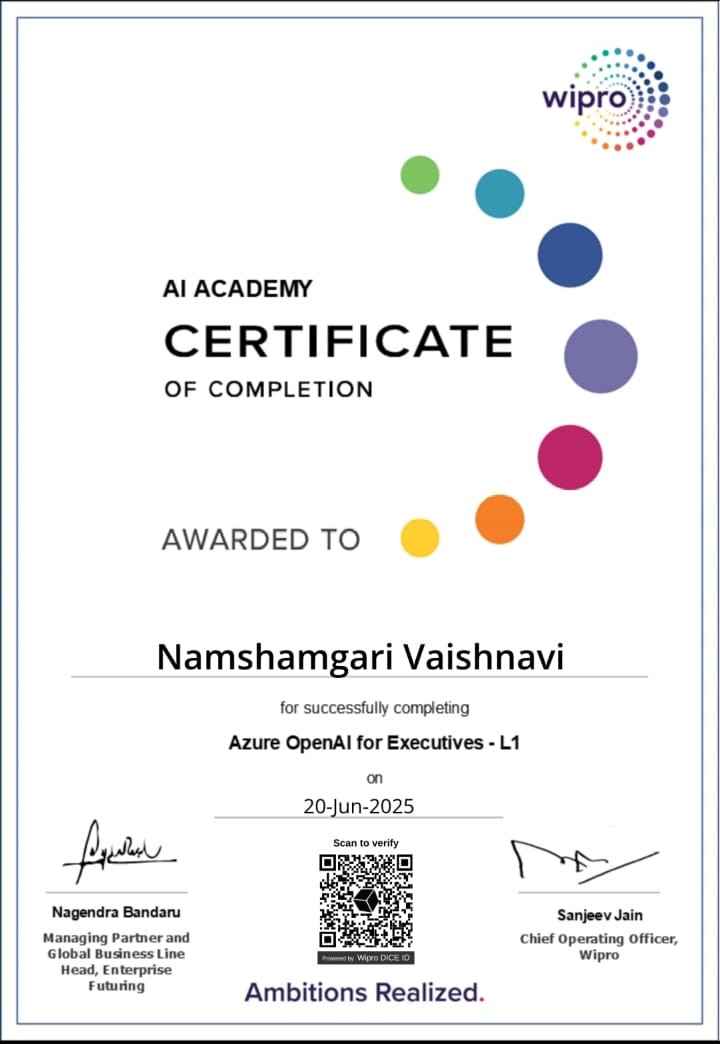 wipro
AI ACADEMY
CERTIFICATE
OF COMPLETION
AWARDED TO
Namshamgari Vaishnavi
for successfully completing
Azure OpenAI for Executives - L1
on
20-Jun-2025
Scan to verify
Powered by Wipro DICE ID
Nagendra Bandaru
Managing Partner and
Global Business Line
Head, Enterprise
Futuring
Sanjeev Jain
Chief Operating Officer,
Wipro
Ambitions Realized.